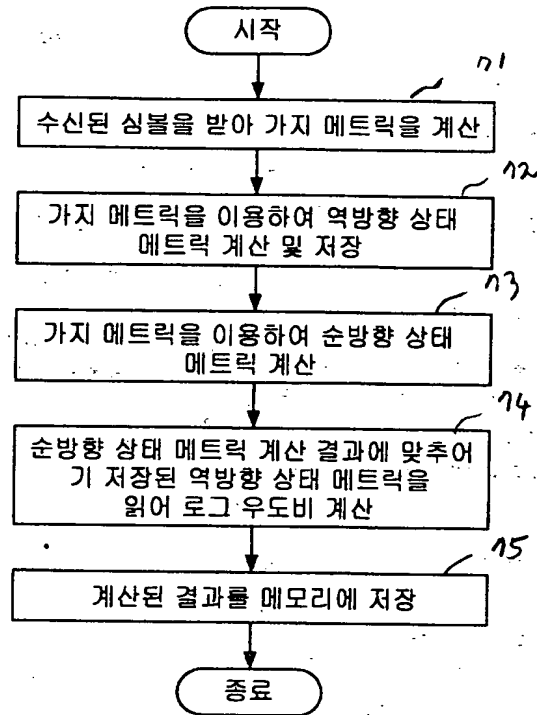 시작
71
수신된 심볼을 받아 가지 메트릭을 계산
72
가지 메트릭을 이용하여 역방향 상태
메트릭 계산 및 저장
73
가지 메트릭을 이용하여 순방향 상태
메트릭 계산
74
순방향 상태 메트릭 계산 결과에 맞추어
기 저장된 역방향 상태 메트릭을
읽어 로그 우도비 계산
75
계산된 결과를 메모리에 저장
종료